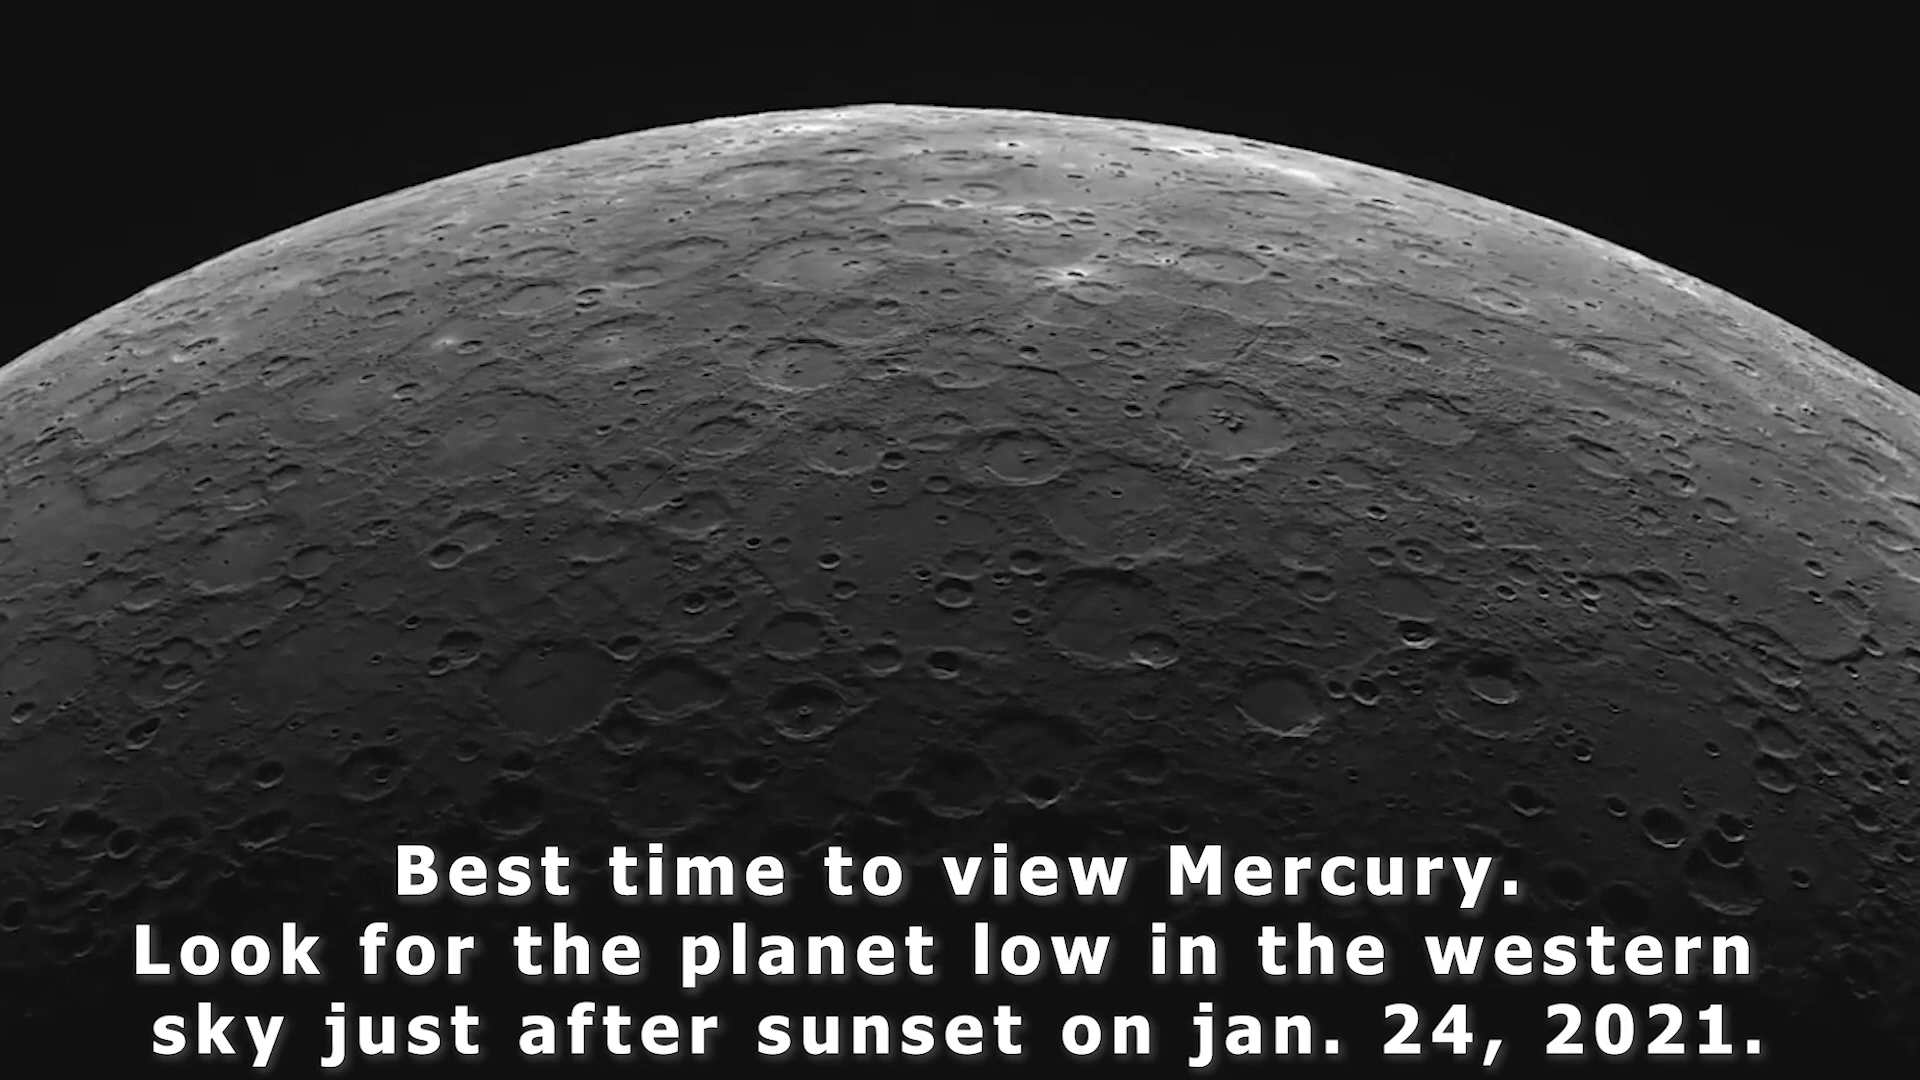 Best time to view Mercury.
Look for the planet low in the western
sky just after sunset on jan. 24, 2021.